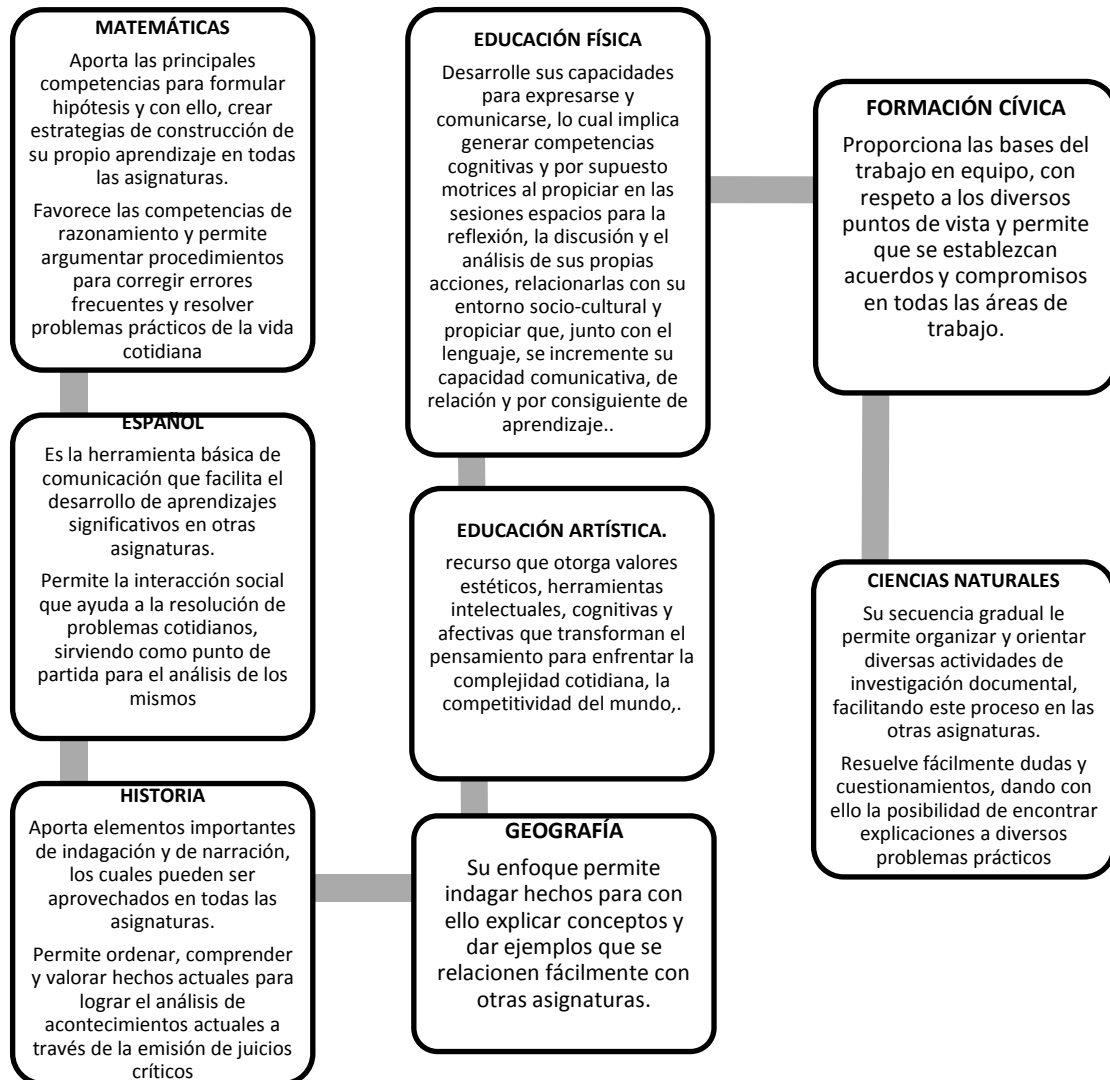 MATEMÁTICAS
Aporta las principales
competencias para formular
hipótesis y con ello, crear
estrategias de construcción de
su propio aprendizaje en todas
las asignaturas.
Favorece las competencias de
razonamiento y permite
argumentar procedimientos
para corregir errores
frecuentes y resolver
problemas prácticos de la vida
cotidiana
ESPAÑOL
Es la herramienta básica de
comunicación que facilita el
desarrollo de aprendizajes
significativos en otras
asignaturas.
Permite la interacción social
que ayuda a la resolución de
problemas cotidianos,
sirviendo como punto de
partida para el análisis de los
mismos
HISTORIA
Aporta elementos importantes
de indagación y de narración,
los cuales pueden ser
aprovechados en todas las
asignaturas.
Permite ordenar, comprender
y valorar hechos actuales para
lograr el análisis de
acontecimientos actuales a
través de la emisión de juicios
críticos
EDUCACIÓN FÍSICA
Desarrolle sus capacidades
para expresarse y
comunicarse, lo cual implica
generar competencias
cognitivas y por supuesto
motrices al propiciar en las
sesiones espacios para la
reflexión, la discusión y el
análisis de sus propias
acciones, relacionarlas con su
entorno socio-cultural y
propiciar que, junto con el
lenguaje, se incremente su
capacidad comunicativa, de
relación y por consiguiente de
aprendizaje..
EDUCACIÓN ARTÍSTICA.
recurso que otorga valores
estéticos, herramientas
intelectuales, cognitivas y
afectivas que transforman el
pensamiento para enfrentar la
complejidad cotidiana, la
competitividad del mundo,.
GEOGRAFÍA
Su enfoque permite
indagar hechos para con
ello explicar conceptos y
dar ejemplos que se
relacionen fácilmente con
otras asignaturas.
FORMACIÓN CÍVICA
Proporciona las bases del
trabajo en equipo, con
respeto a los diversos
puntos de vista y permite
que se establezcan
acuerdos y compromisos
en todas las áreas de
trabajo.
CIENCIAS NATURALES
Su secuencia gradual le
permite organizar y orientar
diversas actividades de
investigación documental,
facilitando este proceso en las
otras asignaturas.
Resuelve fácilmente dudas y
cuestionamientos, dando con
ello la posibilidad de encontrar
explicaciones a diversos
problemas prácticos